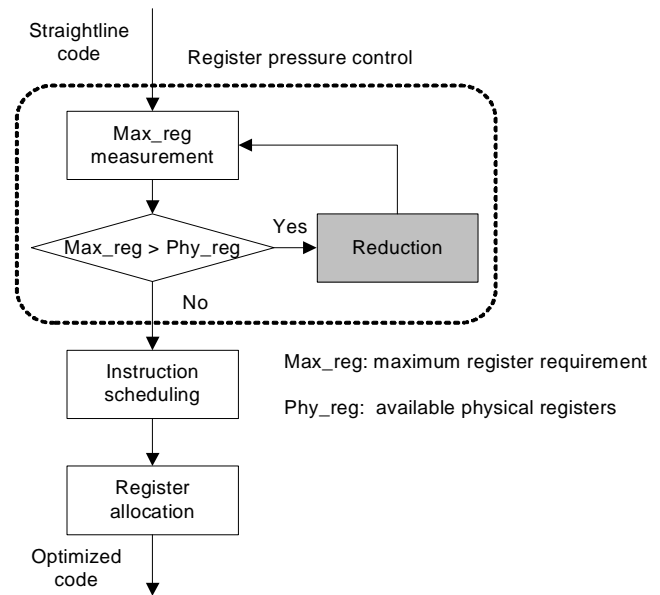 Straightline
code
Register pressure control
Max_reg
measurement
Yes
Max_reg > Phy_reg
Reduction
No
Instruction
scheduling
Max_reg: maximum register requirement
Phy_reg: available physical registers
Register
allocation
Optimized
code